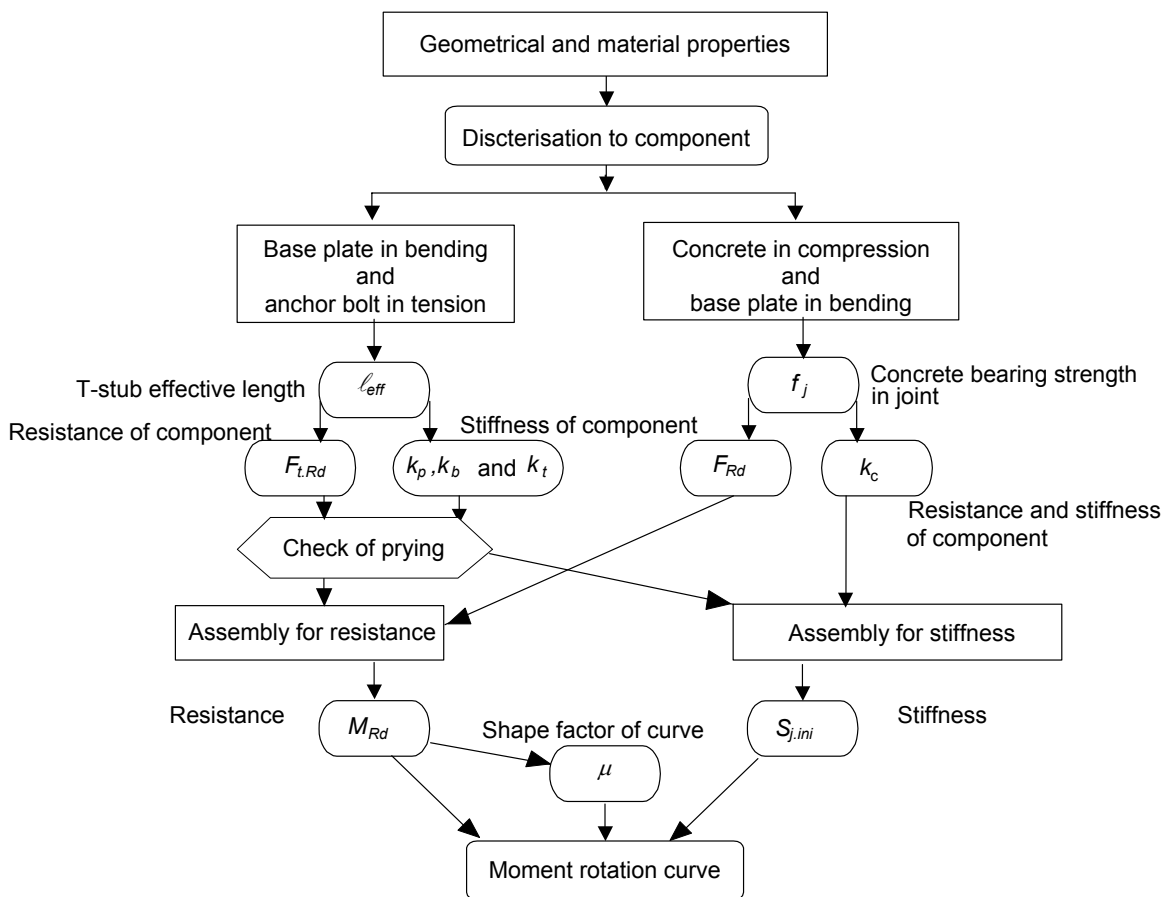 Geometrical and material properties
Discterisation to component
Base plate in bending
and
anchor bolt in tension
Concrete in compression
and
base plate in bending
T-stub effective length
ℓeff
fj
Concrete bearing strength
in joint
Resistance of component
Stiffness of component
Ft.Rd
kp,kb and kt
FRd
kc
Resistance and stiffness
of component
Check of prying
Assembly for resistance
Assembly for stiffness
Resistance
MRd
Shape factor of curve
Sj.ini
Stiffness
μ
Moment rotation curve